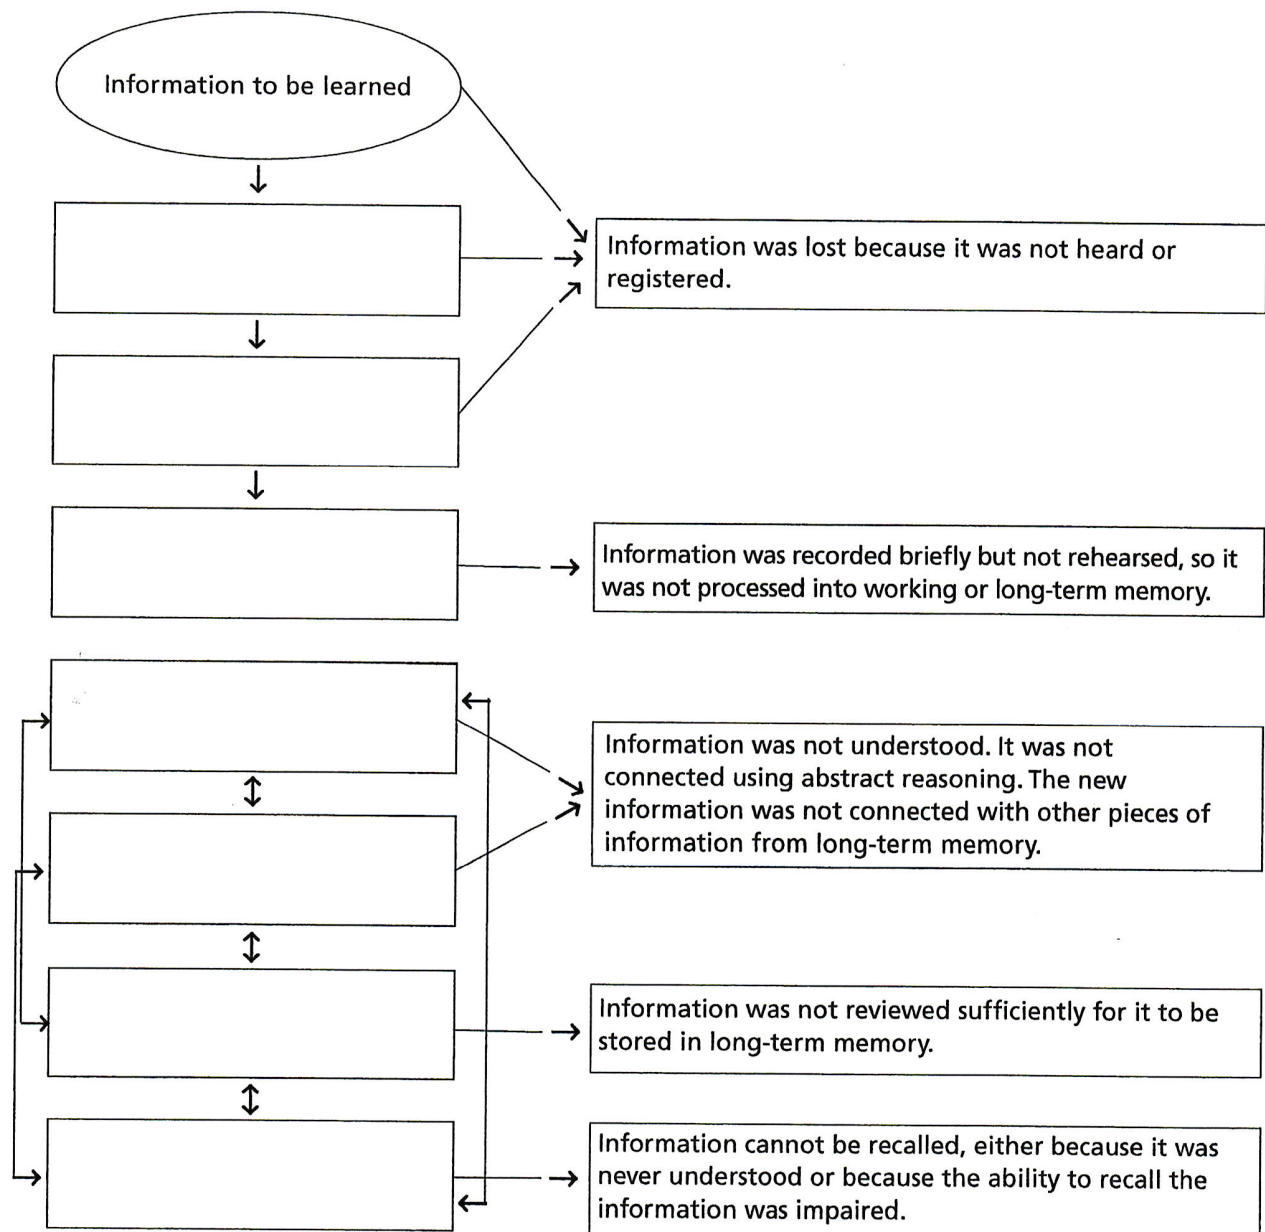 Information to be learned
Information was lost because it was not heard or
registered.
Information was recorded briefly but not rehearsed, so it
was not processed into working or long-term memory.
Information was not understood. It was not
connected using abstract reasoning. The new
information was not connected with other pieces of
information from long-term memory.
Information was not reviewed sufficiently for it to be
stored in long-term memory.
Information cannot be recalled, either because it was
never understood or because the ability to recall the
information was impaired.